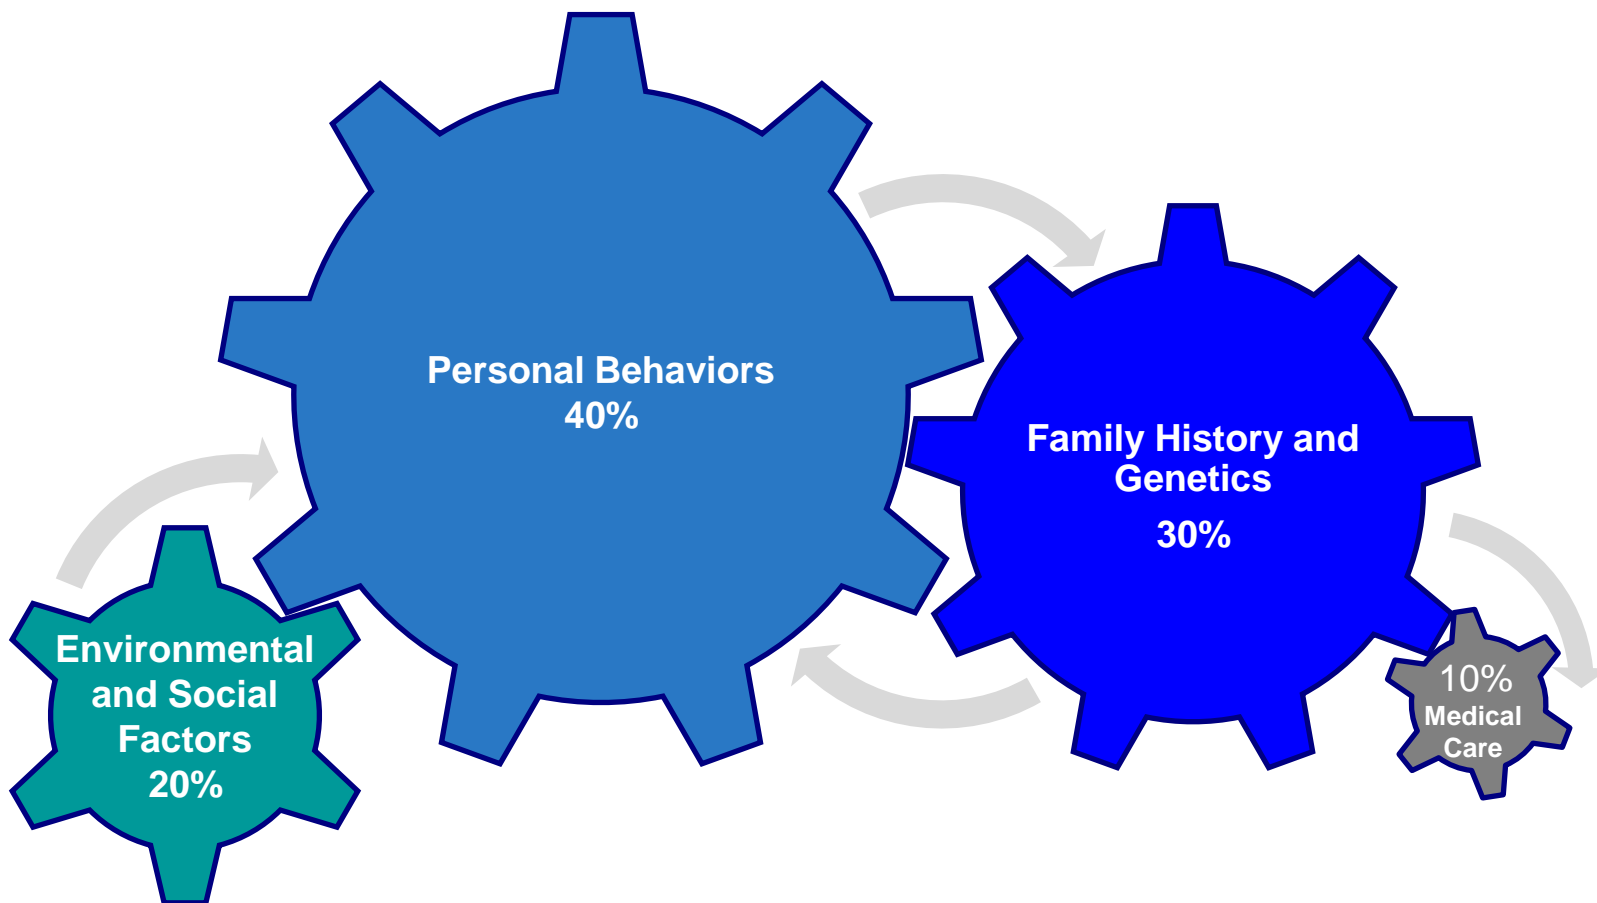 Personal Behaviors
40%
Family History and
Genetics
30%
Environmental
and Social
Factors
20%
10%
Medical
Care